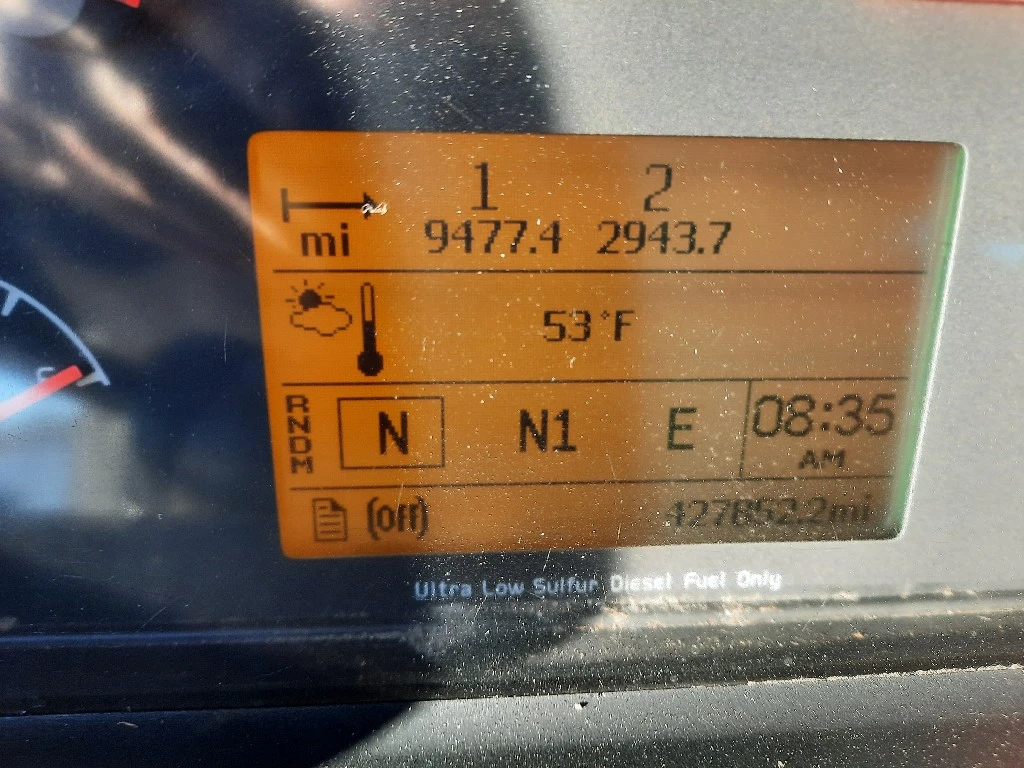 1 2
mi 9477.4 2943.7
53°F
RNDM N N1 E 08:35
AM
(off) 427852.2mi
Ultra Low Sulfur Diesel Fuel Only